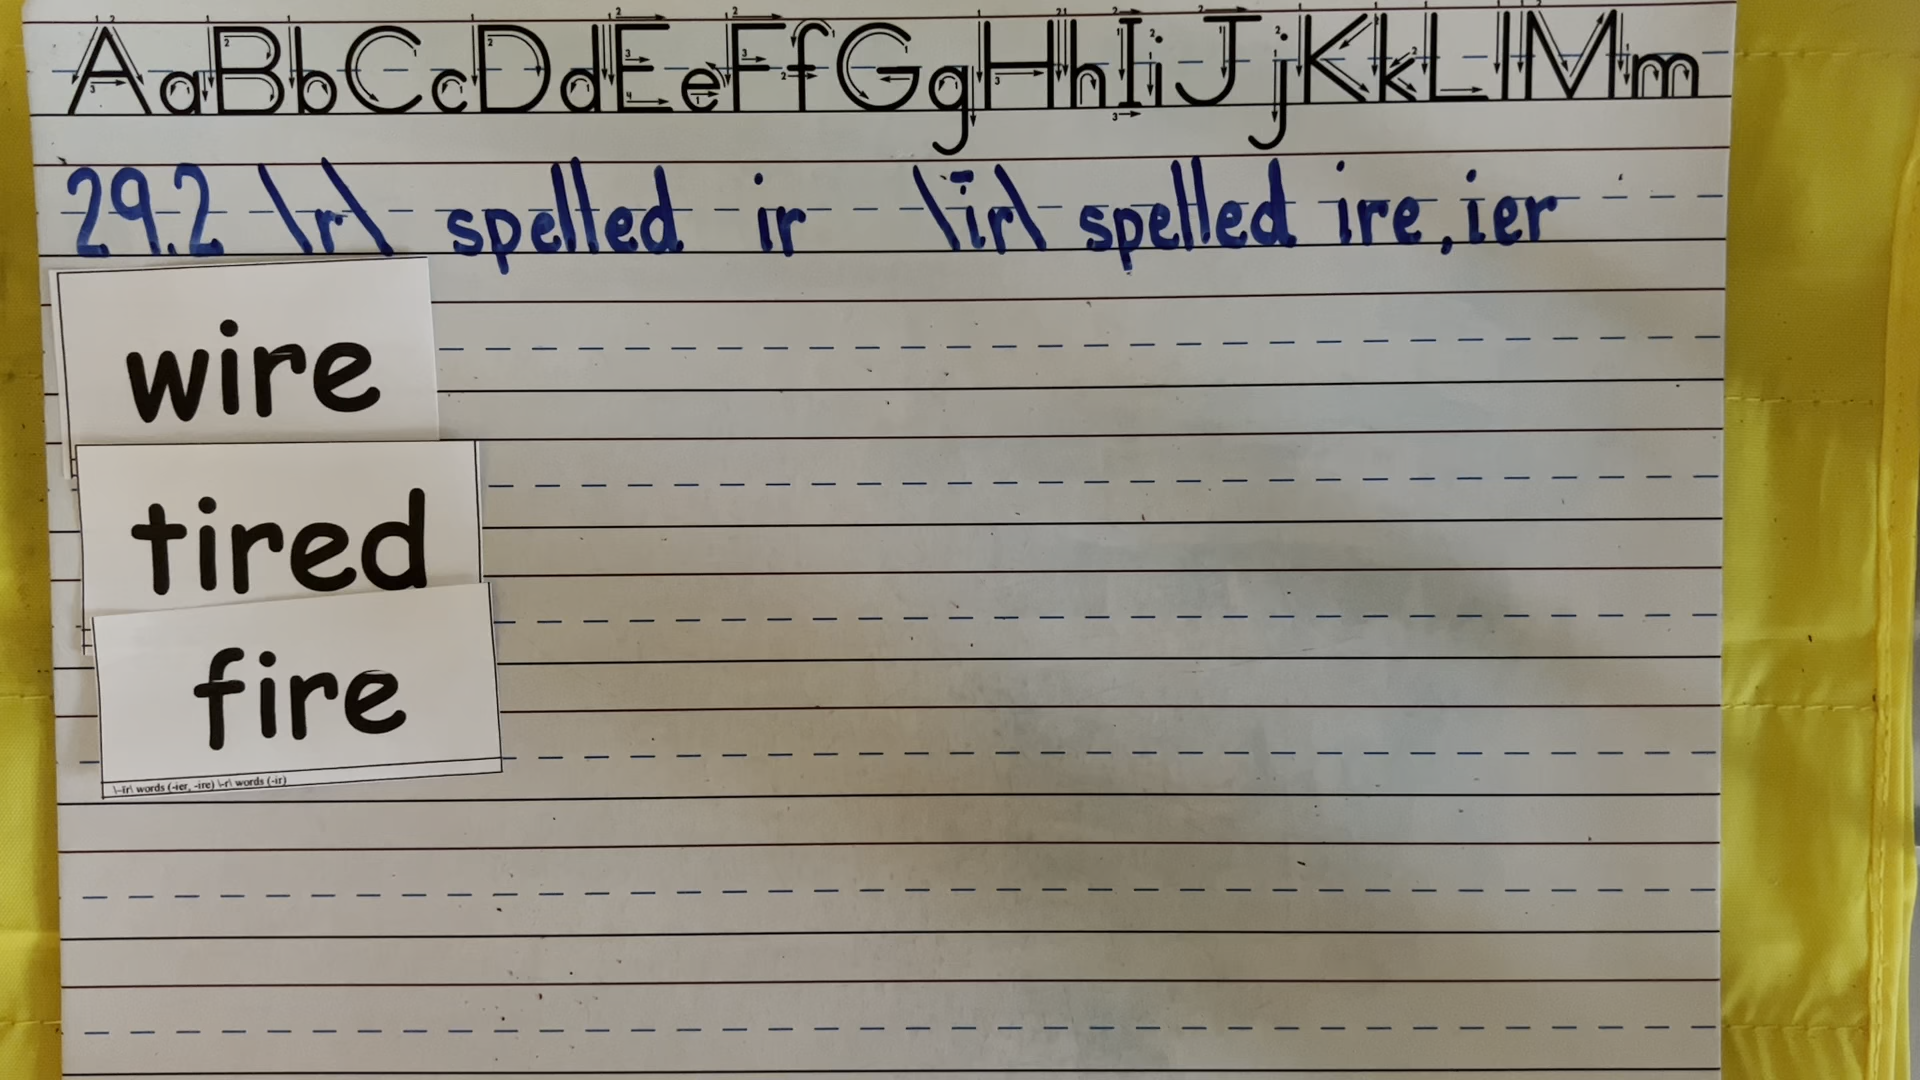 AaBbCcDdEeFfGgHhIiJjKkLlMm
29.2 \r\ spelled ir \īr\ spelled ire, ier
wire
tired
fire
\-īr\ words (-ier, -ire) \-r\ words (-ir)